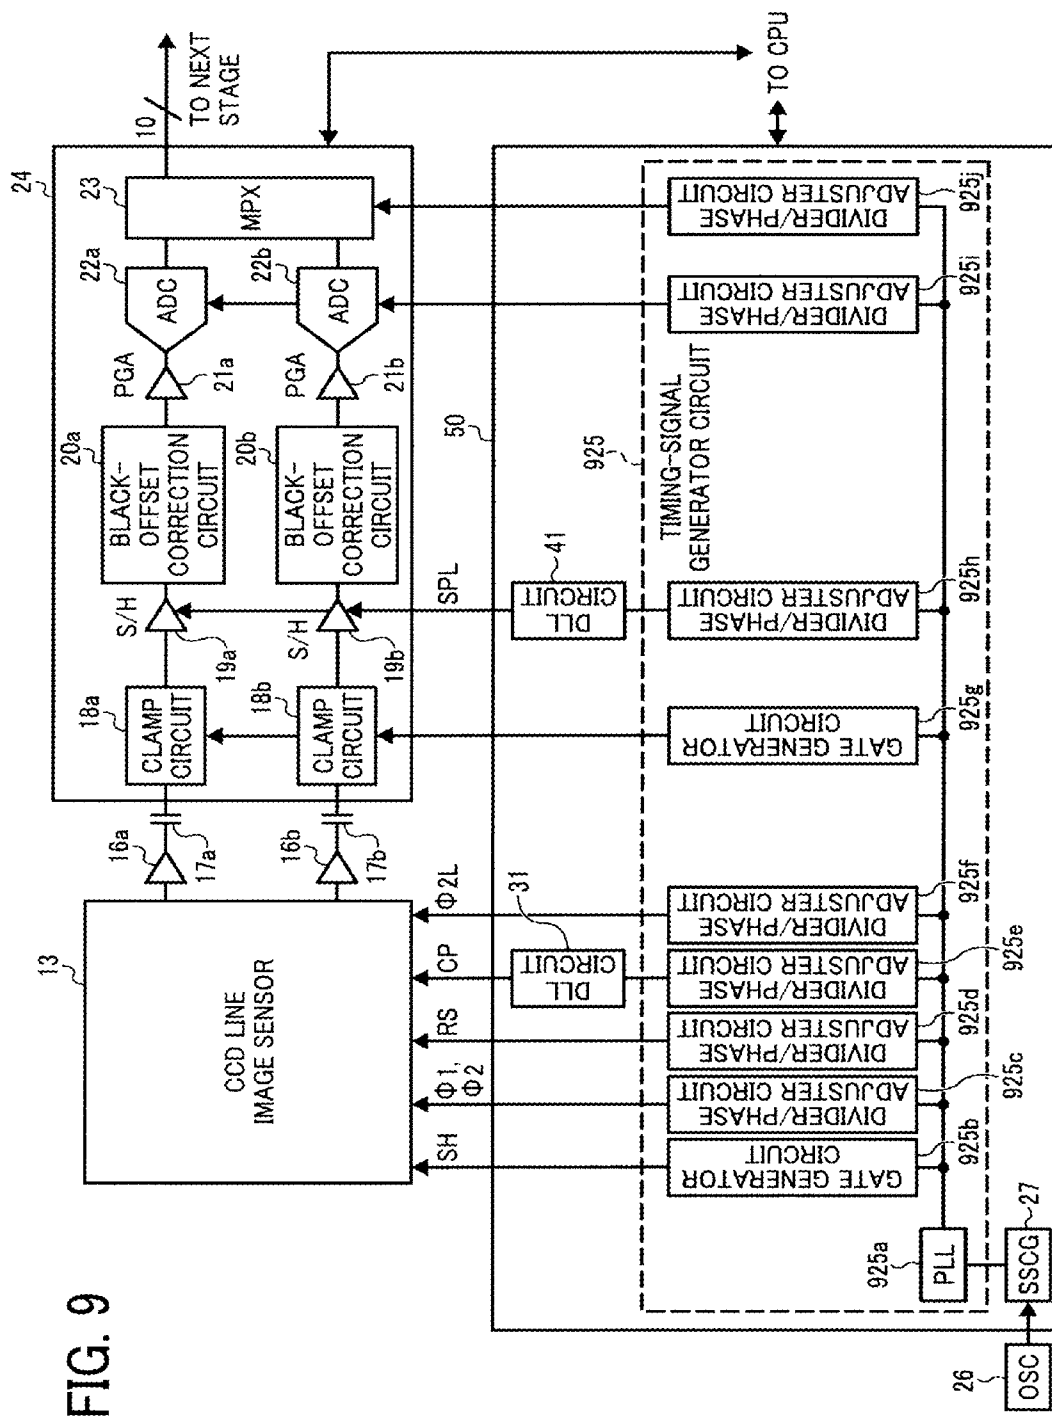 FIG. 9
10
TO NEXT
STAGE
24
23
MPX
22a
ADC
22b
ADC
PGA
21a
PGA
21b
20a
BLACK-
OFFSET
CORRECTION
CIRCUIT
20b
BLACK-
OFFSET
CORRECTION
CIRCUIT
S/H
19a
S/H
19b
18a
CLAMP
CIRCUIT
18b
CLAMP
CIRCUIT
16a
17a
16b
17b
13
CCD LINE
IMAGE SENSOR
SH
Φ1,
Φ2
RS
CP
Φ2L
SPL
TO CPU
50
31
DLL
CIRCUIT
41
DLL
CIRCUIT
925
TIMING-SIGNAL
GENERATOR CIRCUIT
GATE GENERATOR
CIRCUIT
925b
DIVIDER/PHASE
ADJUSTER CIRCUIT
925c
DIVIDER/PHASE
ADJUSTER CIRCUIT
925d
DIVIDER/PHASE
ADJUSTER CIRCUIT
925e
DIVIDER/PHASE
ADJUSTER CIRCUIT
925f
GATE GENERATOR
CIRCUIT
925g
DIVIDER/PHASE
ADJUSTER CIRCUIT
925h
DIVIDER/PHASE
ADJUSTER CIRCUIT
925i
DIVIDER/PHASE
ADJUSTER CIRCUIT
925j
925a
PLL
26
OSC
27
SSCG